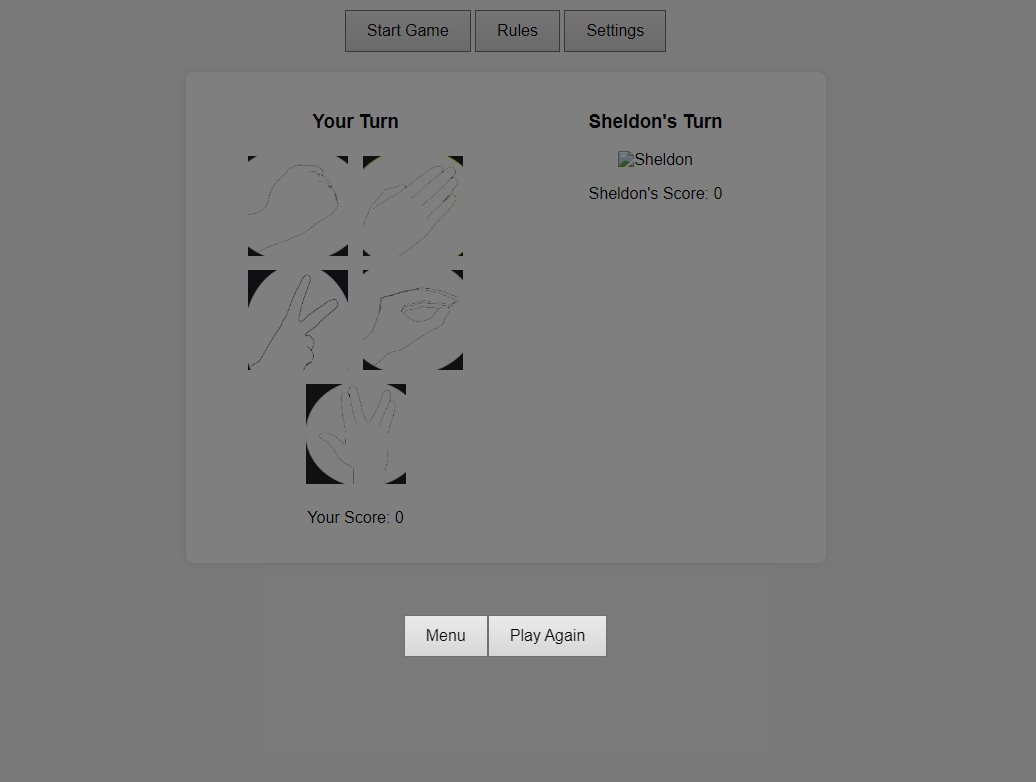 Start Game Rules Settings
Your Turn
Sheldon's Turn
Sheldon
Sheldon's Score: 0
Your Score: 0
Menu Play Again